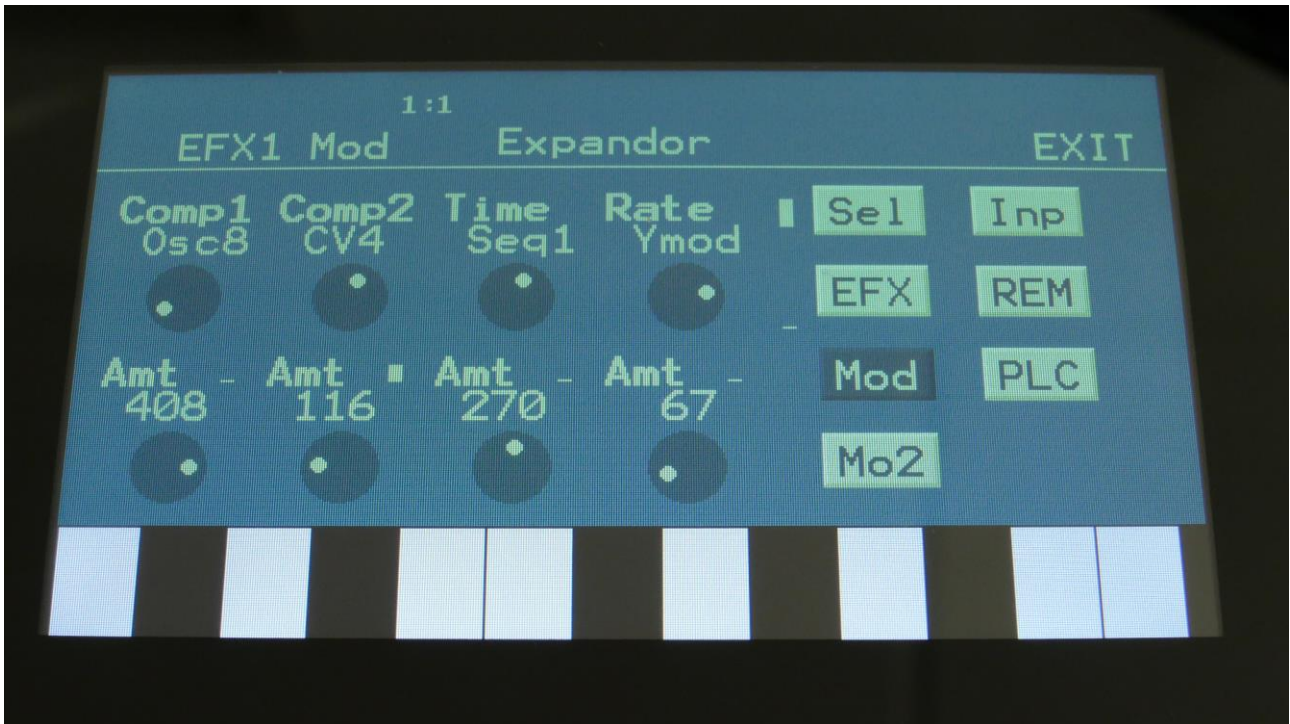 1:1
EFX1 Mod Expandor EXIT
Comp1 Comp2 Time Rate Sel Inp
Osc8 CV4 Seq1 Ymod
EFX REM
Amt Amt Amt Amt Mod PLC
408 116 270 67
Mo2